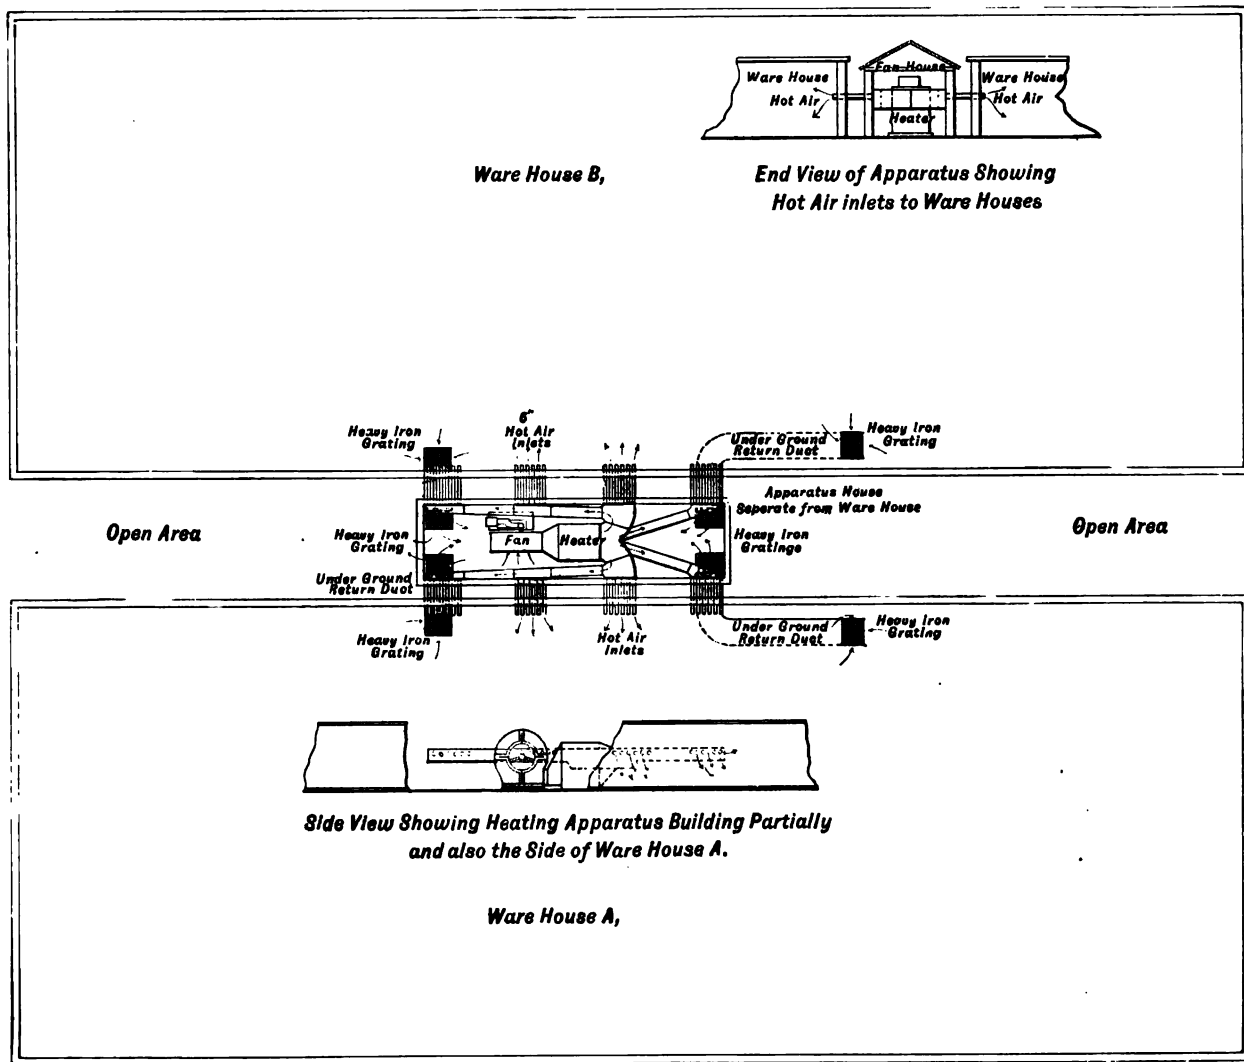 Fan House
Ware House
Ware House
Hot Air
Hot Air
Heater
Ware House B,
End View of Apparatus Showing
Hot Air inlets to Ware Houses
6"
Heavy Iron
Grating
Hot Air
Inlets
Under Ground
Return Duct
Heavy Iron
Grating
Apparatus House
Seperate from Ware House
Open Area
Heavy Iron
Grating
Fan
Heater
Heavy Iron
Gratings
Open Area
Under Ground
Return Duct
Heavy Iron
Grating
Hot Air
Inlets
Under Ground
Return Duct
Heavy Iron
Grating
Side View Showing Heating Apparatus Building Partially
and also the Side of Ware House A.
Ware House A,